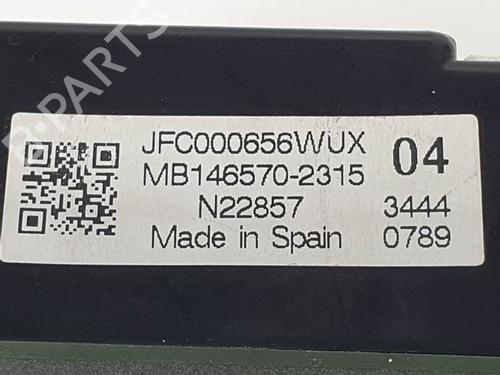 R-PARTS
JFC000656WUX 04
MB146570-2315
N22857 3444
Made in Spain 0789